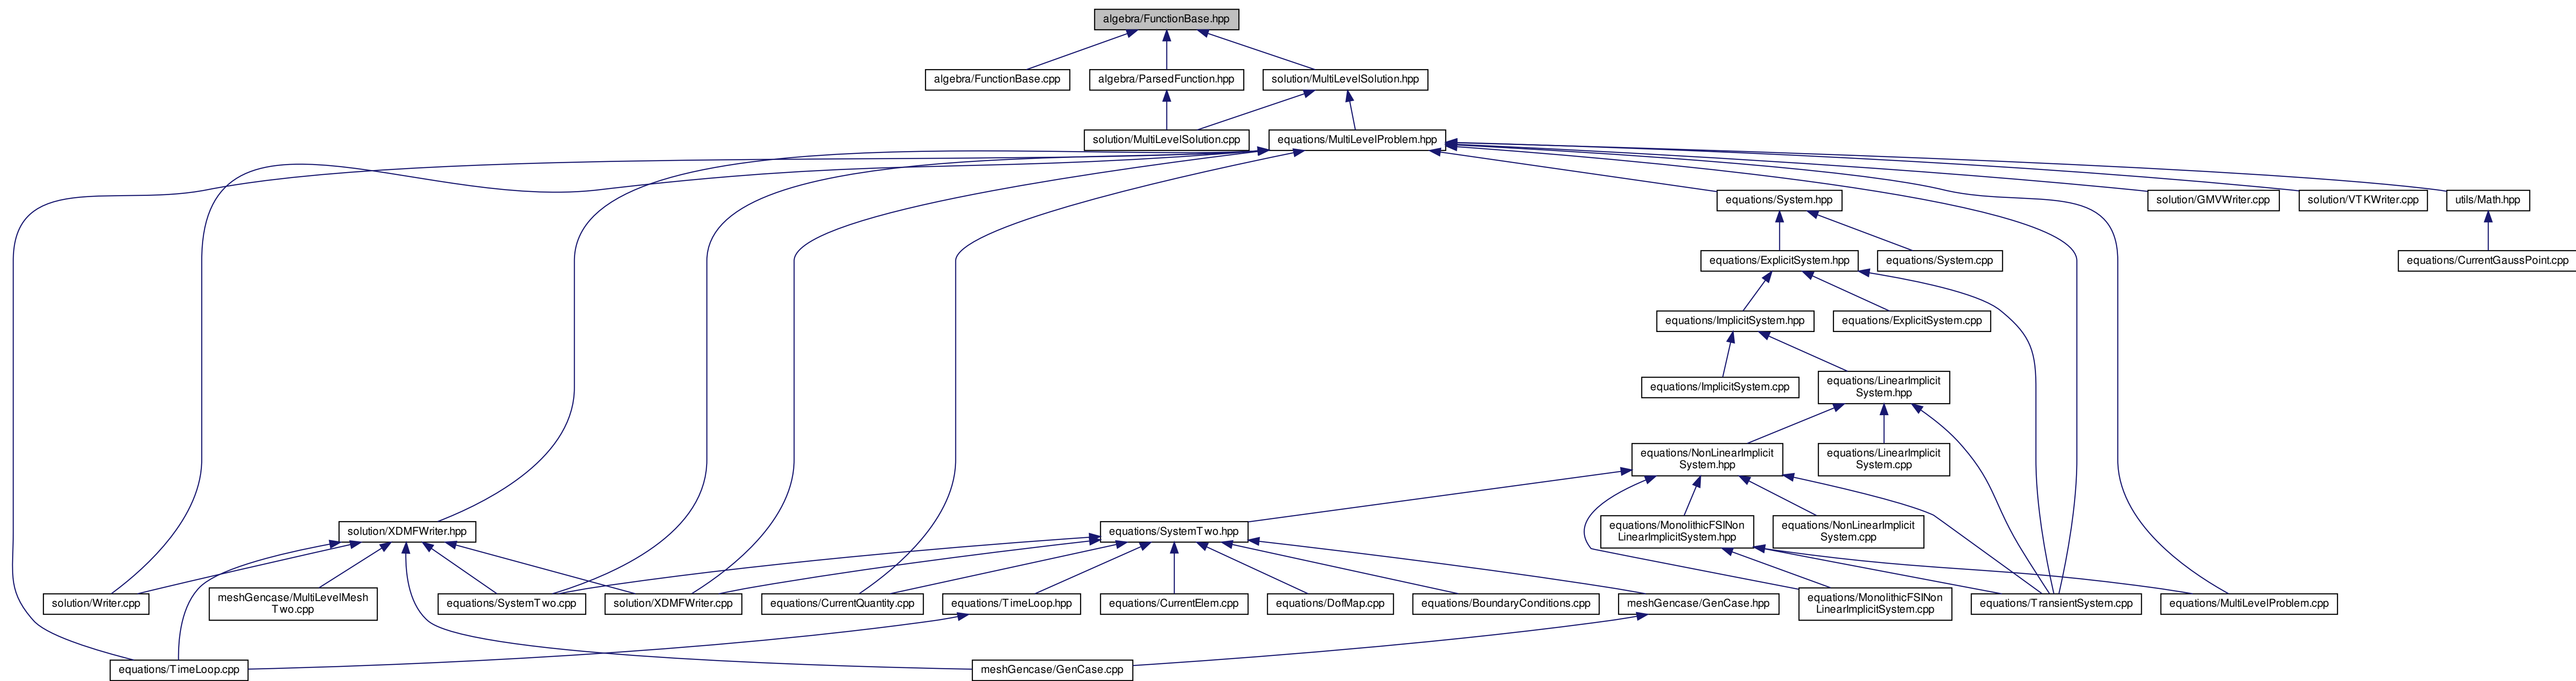 algebra/FunctionBase.hpp
algebra/FunctionBase.cpp
algebra/ParsedFunction.hpp
solution/MultiLevelSolution.hpp
solution/MultiLevelSolution.cpp
equations/MultiLevelProblem.hpp
equations/System.hpp
solution/GMVWriter.cpp
solution/VTKWriter.cpp
utils/Math.hpp
equations/ExplicitSystem.hpp
equations/System.cpp
equations/CurrentGaussPoint.cpp
equations/ImplicitSystem.hpp
equations/ExplicitSystem.cpp
equations/ImplicitSystem.cpp
equations/LinearImplicit
System.hpp
equations/NonLinearImplicit
System.hpp
equations/LinearImplicit
System.cpp
solution/XDMFWriter.hpp
equations/SystemTwo.hpp
equations/MonolithicFSINon
LinearImplicitSystem.hpp
equations/NonLinearImplicit
System.cpp
solution/Writer.cpp
meshGencase/MultiLevelMesh
Two.cpp
equations/SystemTwo.cpp
solution/XDMFWriter.cpp
equations/CurrentQuantity.cpp
equations/TimeLoop.hpp
equations/CurrentElem.cpp
equations/DofMap.cpp
equations/BoundaryConditions.cpp
meshGencase/GenCase.hpp
equations/MonolithicFSINon
LinearImplicitSystem.cpp
equations/TransientSystem.cpp
equations/MultiLevelProblem.cpp
equations/TimeLoop.cpp
meshGencase/GenCase.cpp